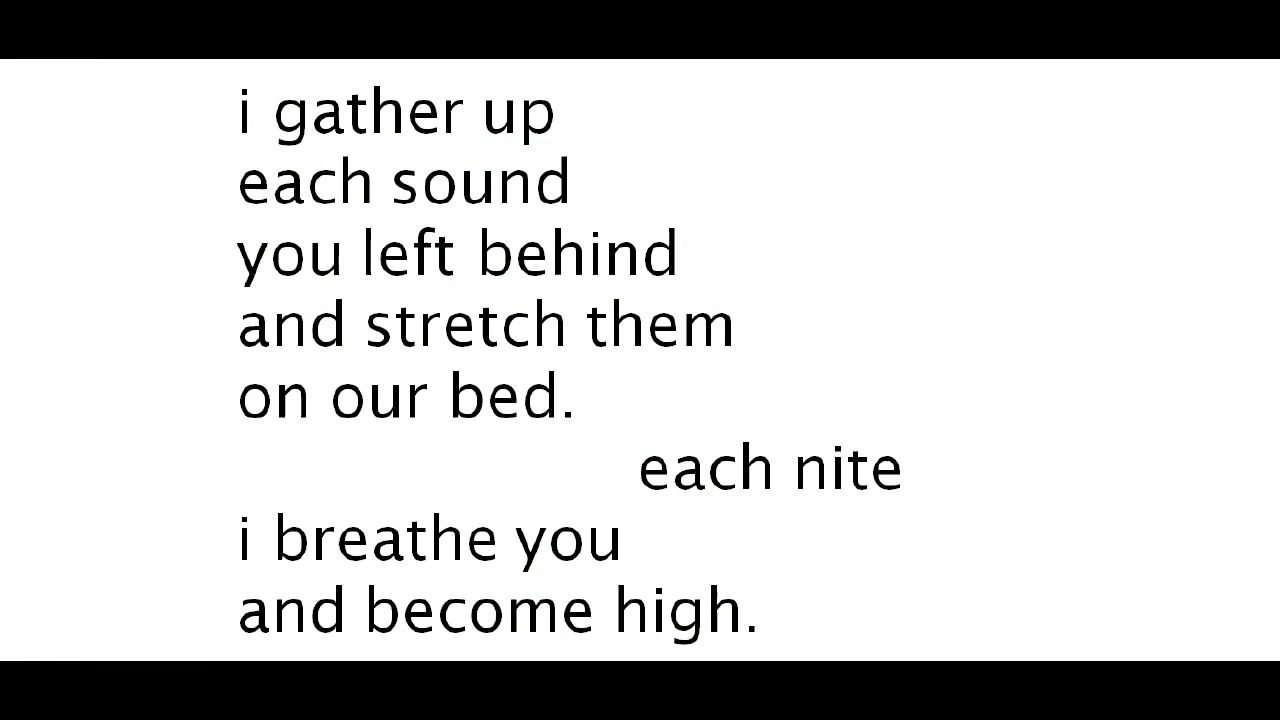 i gather up
each sound
you left behind
and stretch them
on our bed.
each nite
i breathe you
and become high.